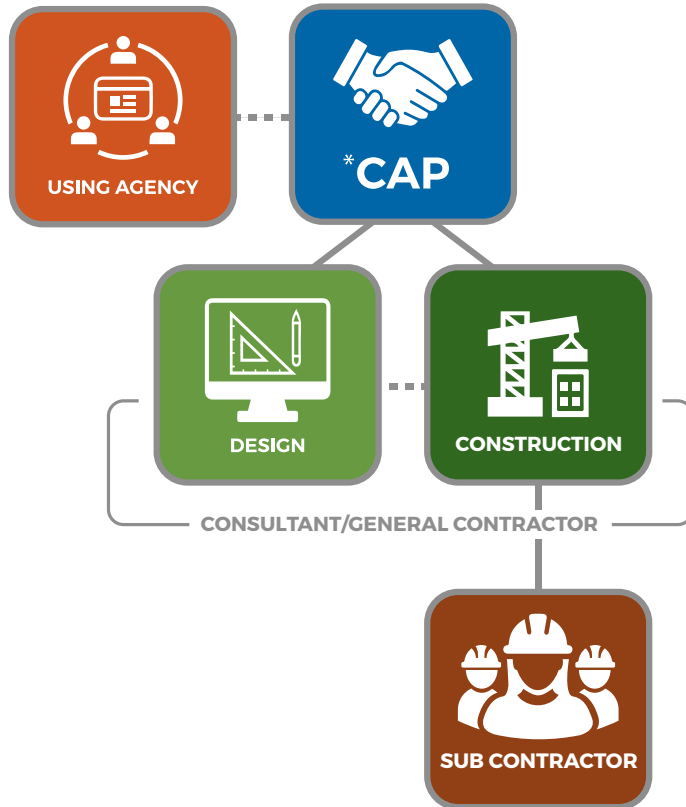 USING AGENCY
*CAP
DESIGN
CONSTRUCTION
CONSULTANT/GENERAL CONTRACTOR
SUB CONTRACTOR